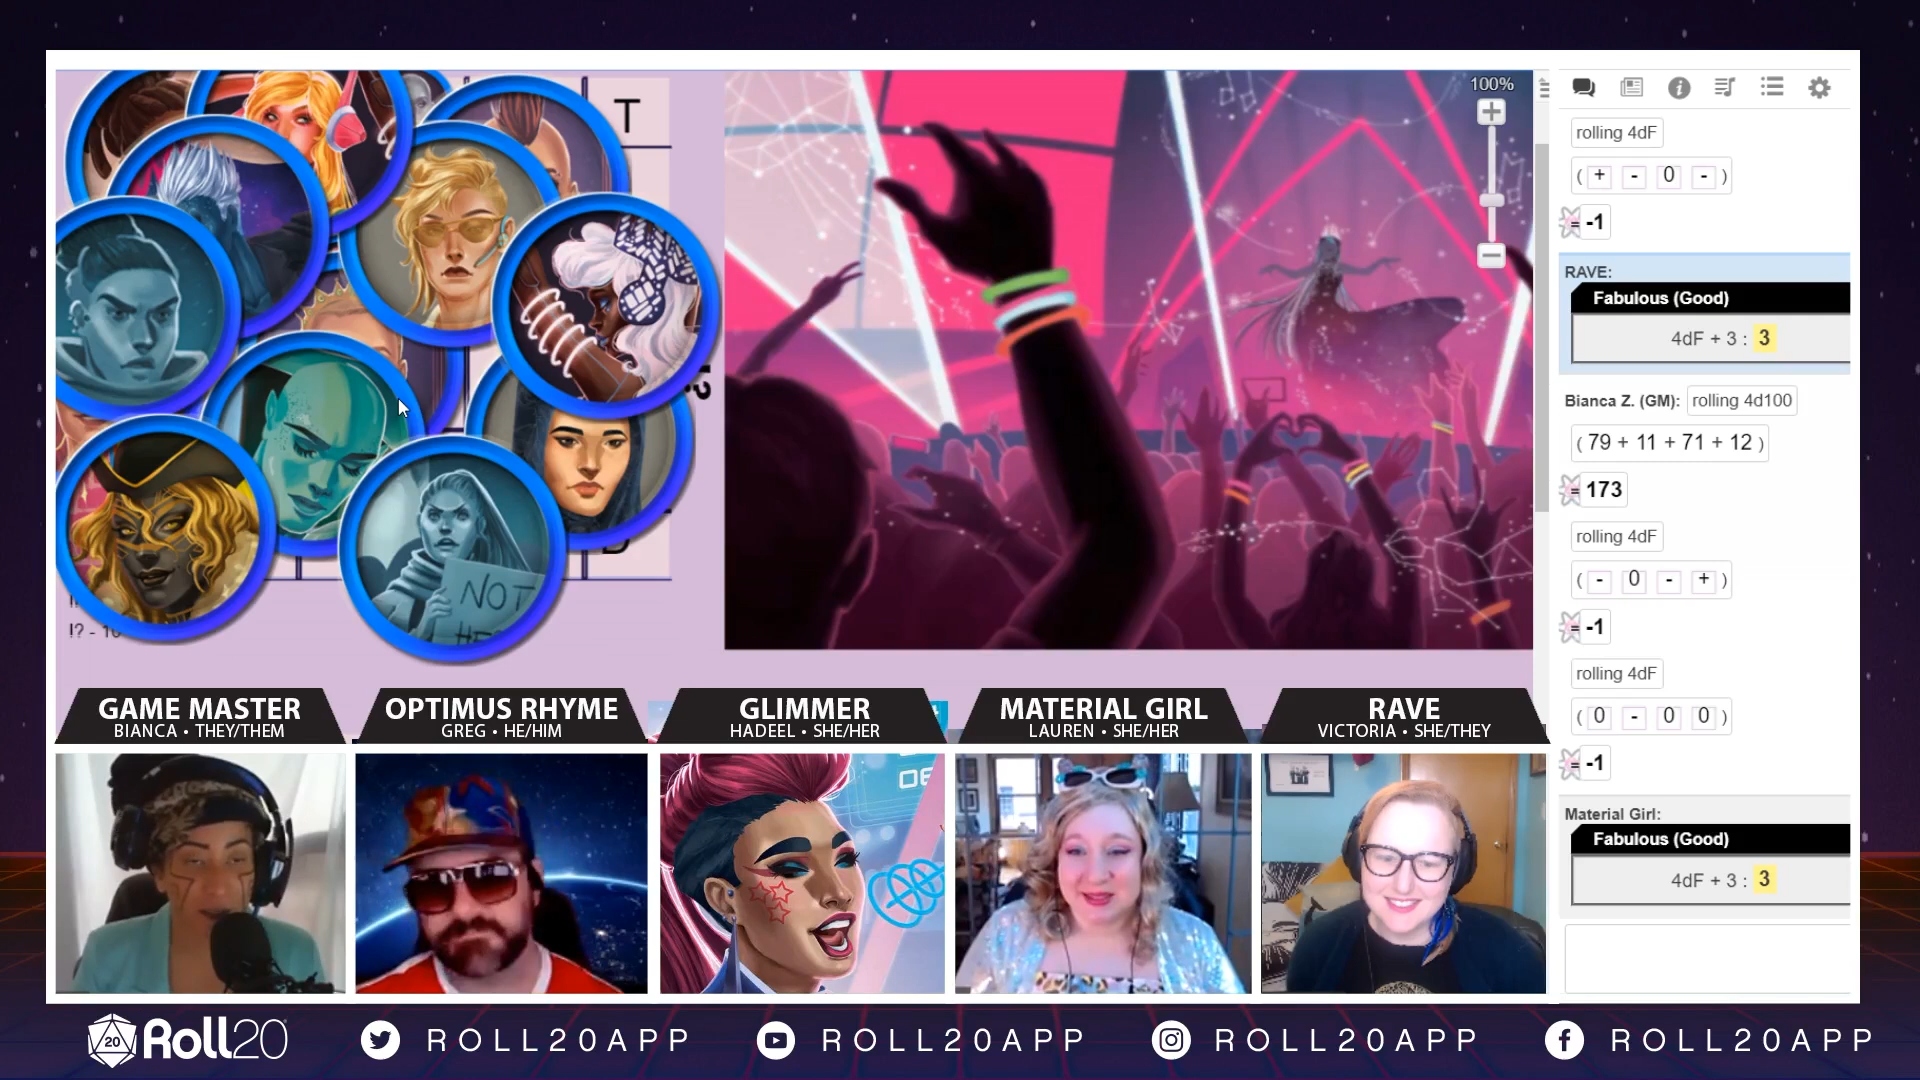 T
100%
NOT
!? - 10
rolling 4dF
( + - 0 - )
= -1
RAVE:
Fabulous (Good)
4dF + 3 : 3
Bianca Z. (GM): rolling 4d100
( 79 + 11 + 71 + 12 )
= 173
rolling 4dF
( - 0 - + )
= -1
rolling 4dF
( 0 - 0 0 )
= -1
Material Girl:
Fabulous (Good)
4dF + 3 : 3
GAME MASTER
BIANCA • THEY/THEM
OPTIMUS RHYME
GREG • HE/HIM
GLIMMER
HADEEL • SHE/HER
MATERIAL GIRL
LAUREN • SHE/HER
RAVE
VICTORIA • SHE/THEY
20 Roll20
ROLL20APP
ROLL20APP
ROLL20APP
ROLL20APP